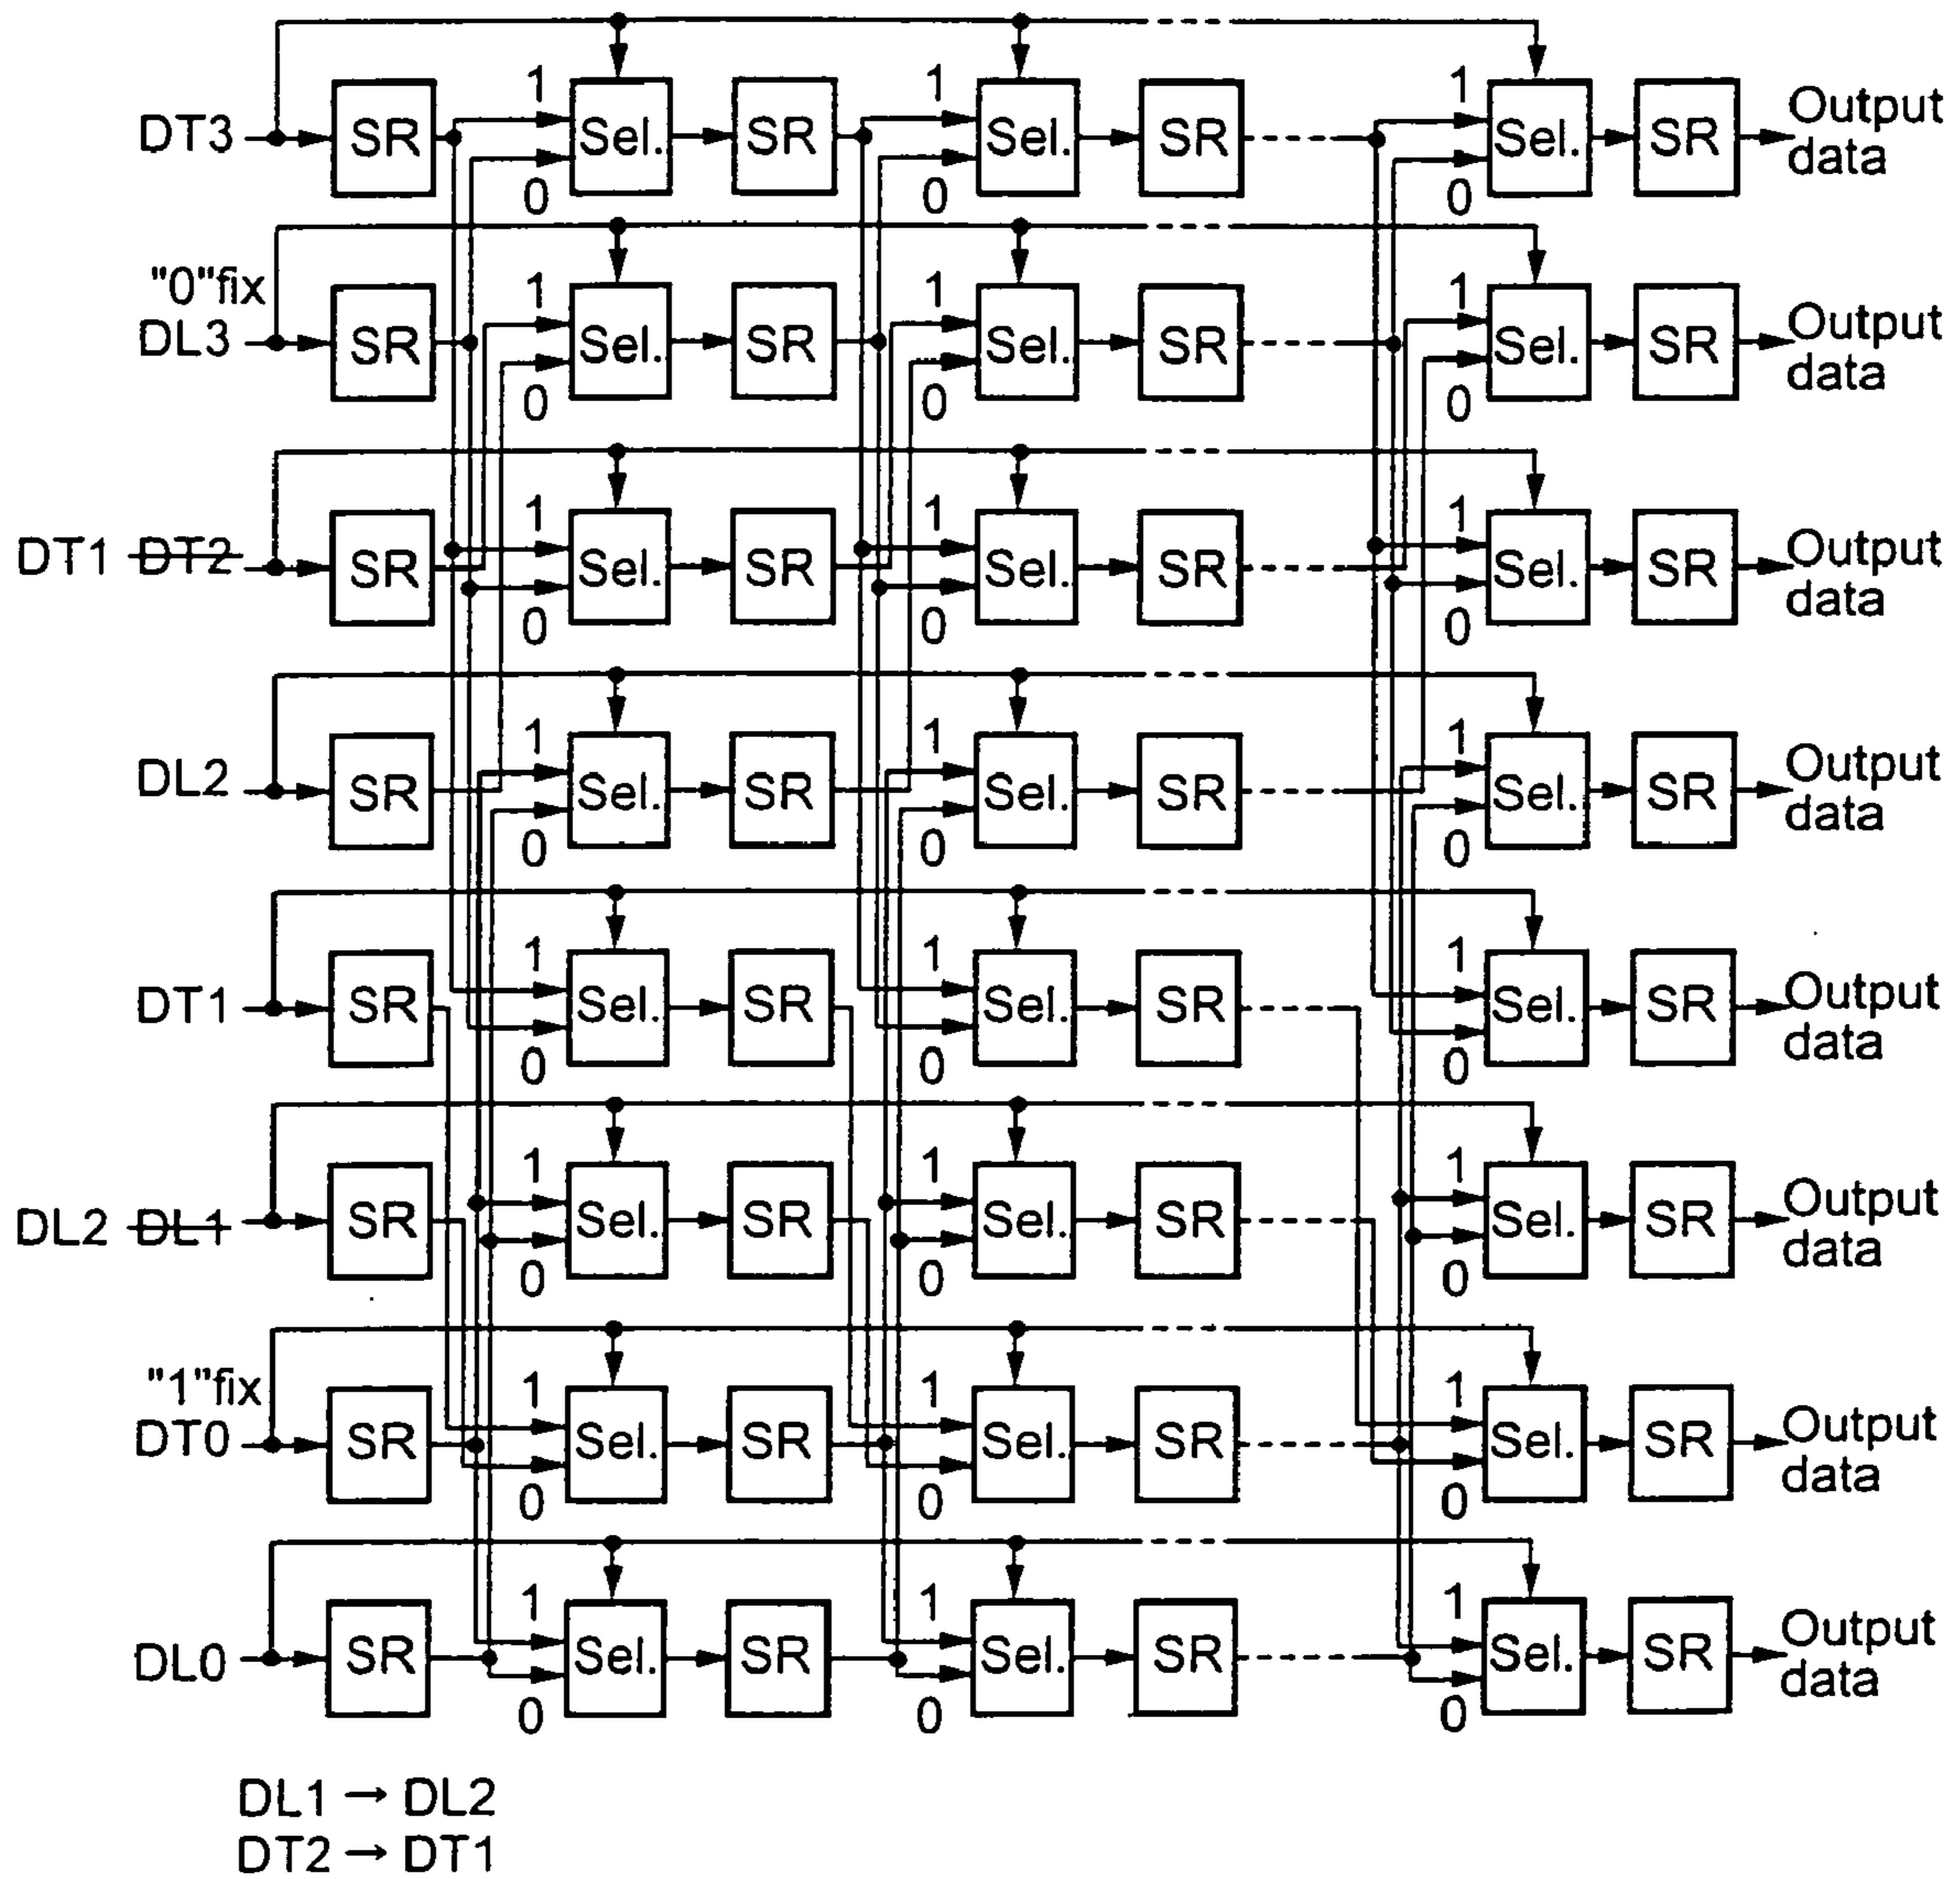 DT3 SR 1 0 Sel. SR 1 0 Sel. SR 1 0 Sel. SR Output data
"0"fix
DL3 SR 1 0 Sel. SR 1 0 Sel. SR 1 0 Sel. SR Output data
DT1 DT2 SR 1 0 Sel. SR 1 0 Sel. SR 1 0 Sel. SR Output data
DL2 SR 1 0 Sel. SR 1 0 Sel. SR 1 0 Sel. SR Output data
DT1 SR 1 0 Sel. SR 1 0 Sel. SR 1 0 Sel. SR Output data
DL2 DL1 SR 1 0 Sel. SR 1 0 Sel. SR 1 0 Sel. SR Output data
"1"fix
DT0 SR 1 0 Sel. SR 1 0 Sel. SR 1 0 Sel. SR Output data
DL0 SR 1 0 Sel. SR 1 0 Sel. SR 1 0 Sel. SR Output data
DL1 → DL2
DT2 → DT1